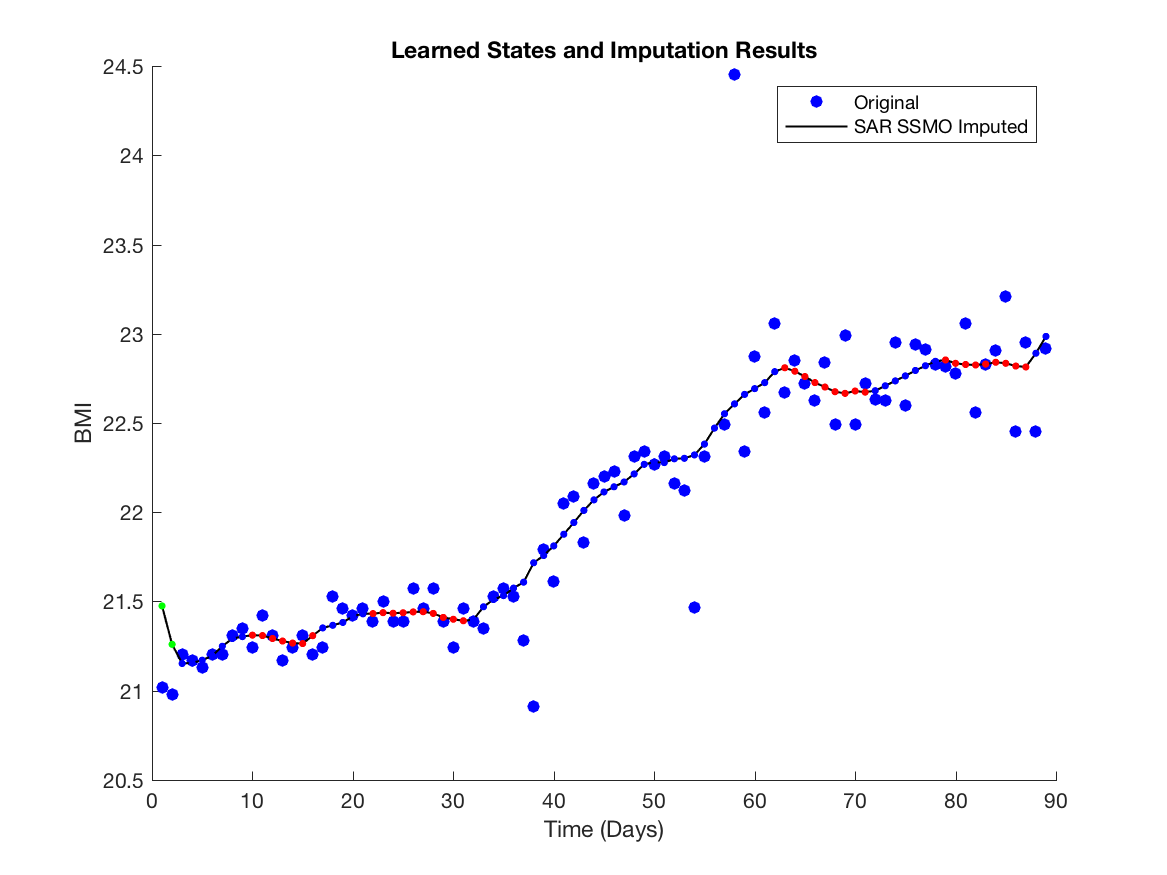 Learned States and Imputation Results
Original
SAR SSMO Imputed
BMI
24.5
24
23.5
23
22.5
22
21.5
21
20.5
0 10 20 30 40 50 60 70 80 90
Time (Days)